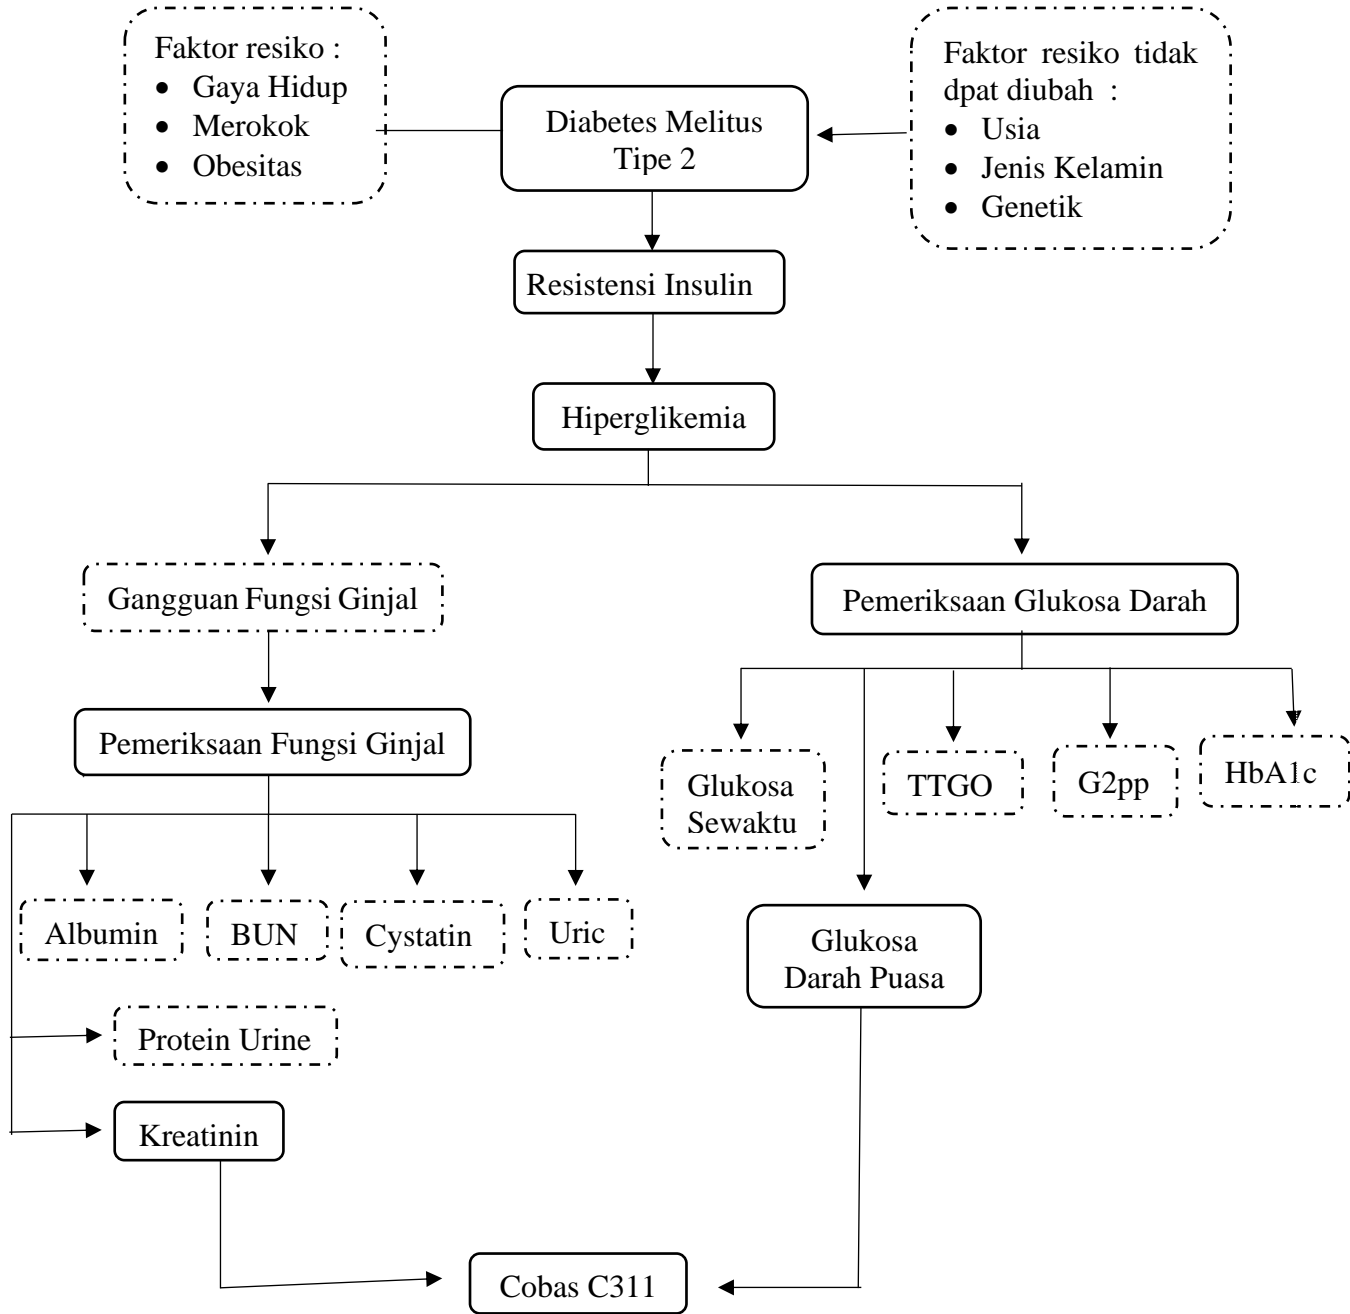 Faktor resiko :
• Gaya Hidup
• Merokok
• Obesitas
Diabetes Melitus
Tipe 2
Faktor resiko tidak
dpat diubah :
• Usia
• Jenis Kelamin
• Genetik
Resistensi Insulin
Hiperglikemia
Gangguan Fungsi Ginjal
Pemeriksaan Glukosa Darah
Pemeriksaan Fungsi Ginjal
Glukosa
Sewaktu
TTGO
G2pp
HbA1c
Albumin
BUN
Cystatin
Uric
Glukosa
Darah Puasa
Protein Urine
Kreatinin
Cobas C311